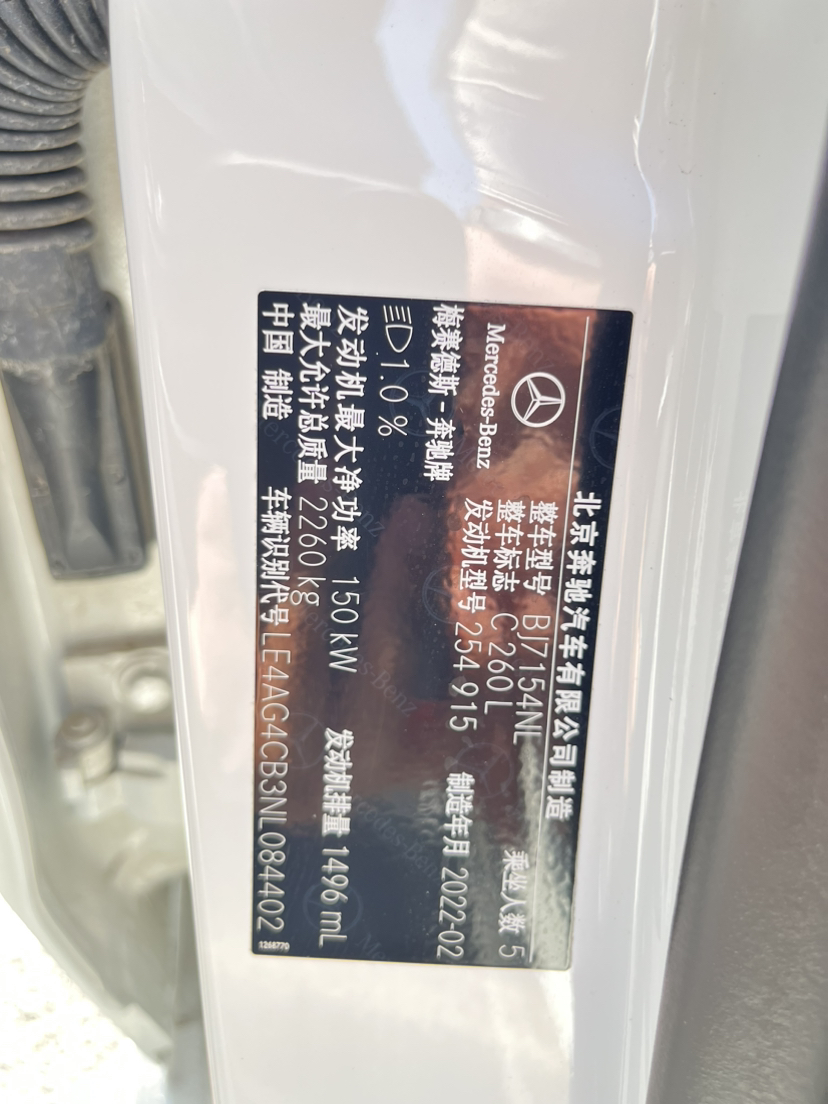 北京奔驰汽车有限公司制造
Mercedes-Benz
整车型号 BJ7154NL 乘坐人数 5
整车标志 C 260 L
梅赛德斯-奔驰牌 发动机型号 254 915 制造年月 2022-02
1.0 %
发动机最大净功率 150 kW 发动机排量 1496 mL
最大允许总质量 2260 kg
中国 制造 车辆识别代号 LE4AG4CB3NL084402
1268770